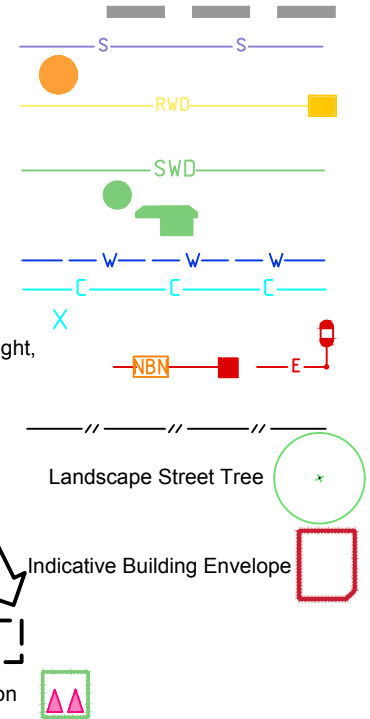 S S
RWD
SWD
W W W
C C C
X
ght,
NBN E
// // //
Landscape Street Tree
Indicative Building Envelope
on